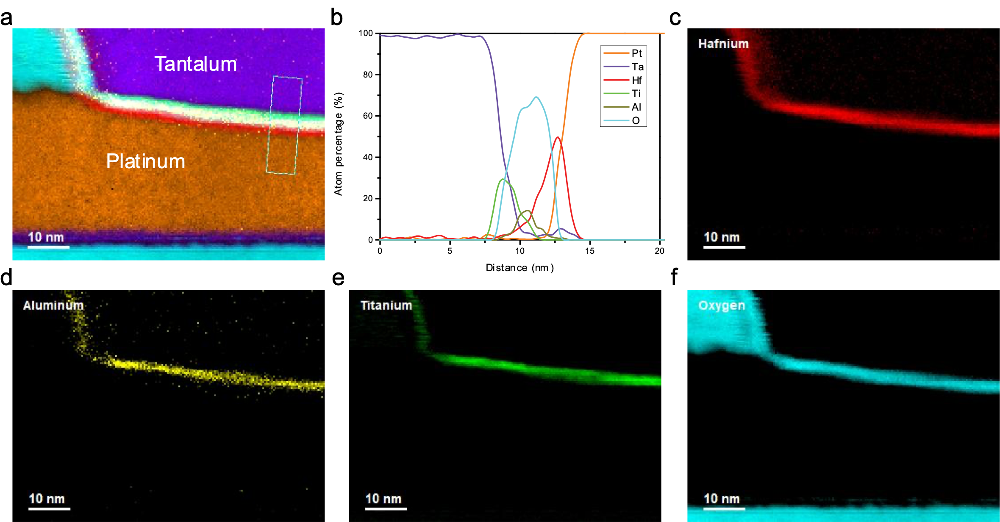 a
Tantalum
Platinum
10 nm
b
100
80
60
40
20
0
0 5 10 15 20
Atom percentage (%)
Distance (nm)
Pt
Ta
Hf
Ti
Al
O
c
Hafnium
10 nm
d
Aluminum
10 nm
e
Titanium
10 nm
f
Oxygen
10 nm